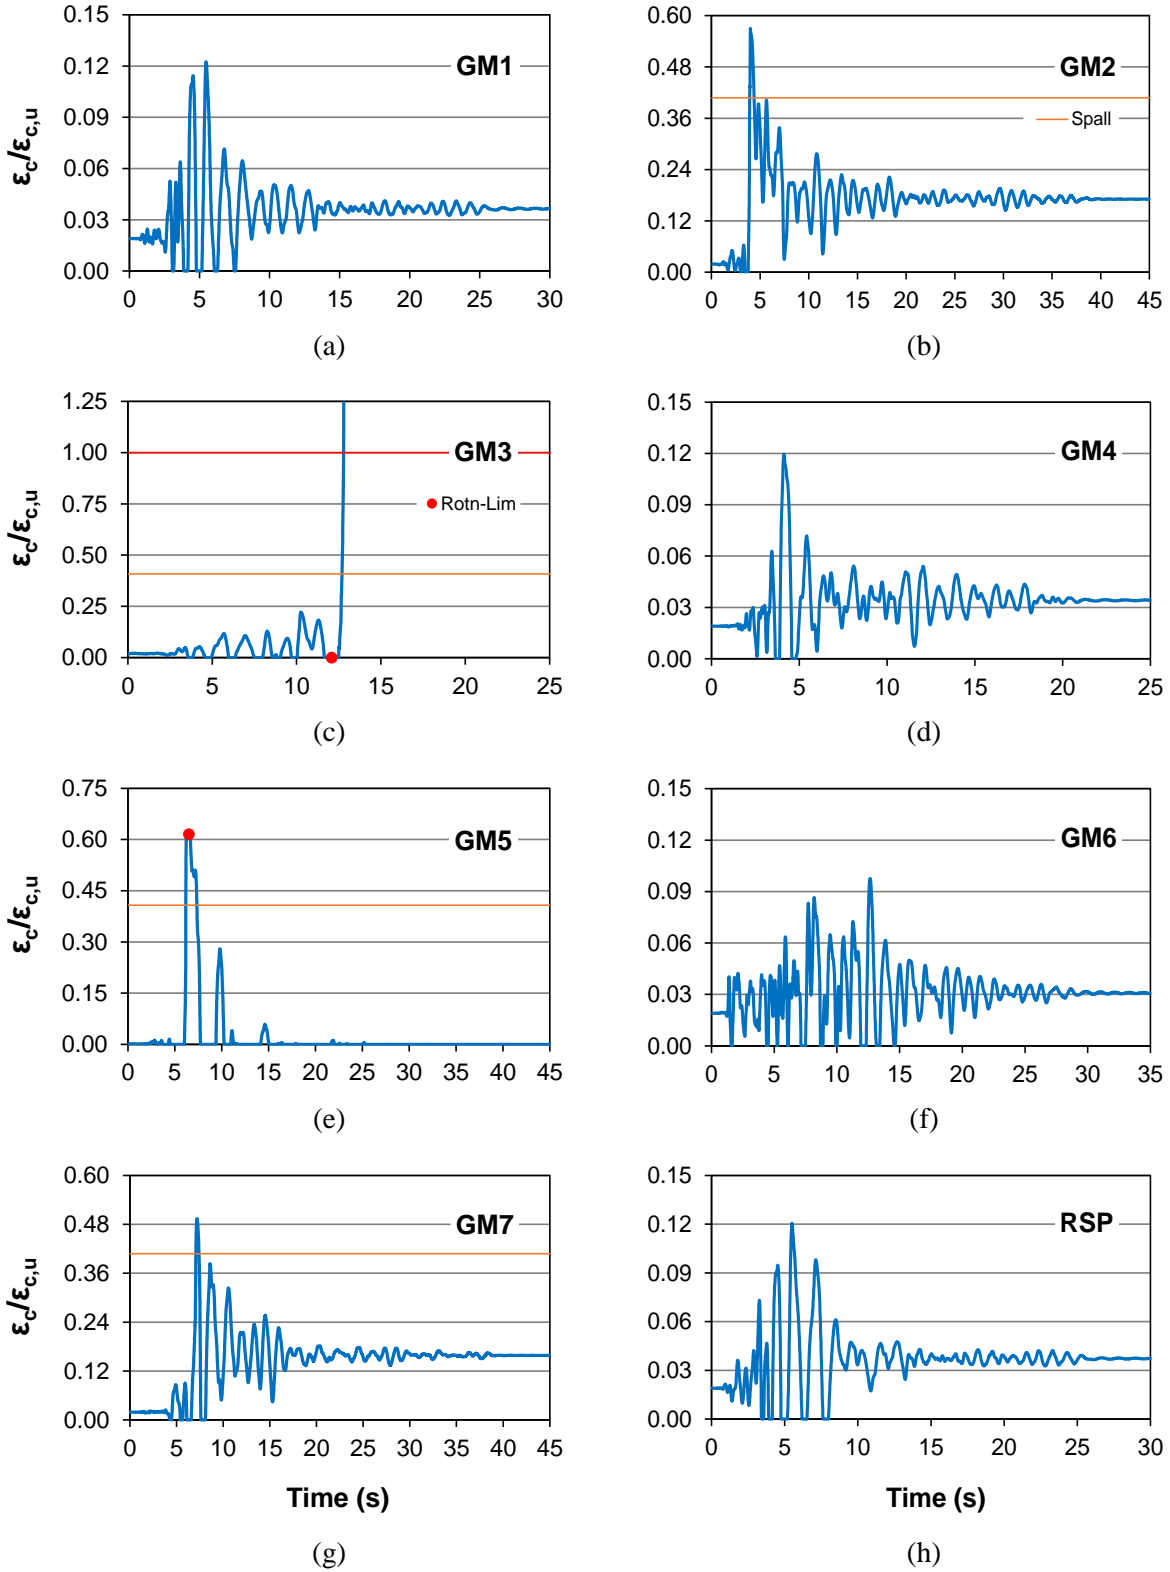 0.15
0.12
0.09
0.06
0.03
0.00
εc/εc,u
GM1
0 5 10 15 20 25 30
(a)
0.60
0.48
0.36
0.24
0.12
0.00
GM2
Spall
0 5 10 15 20 25 30 35 40 45
(b)
1.25
1.00
0.75
0.50
0.25
0.00
εc/εc,u
GM3
Rotn-Lim
0 5 10 15 20 25
(c)
0.15
0.12
0.09
0.06
0.03
0.00
GM4
0 5 10 15 20 25
(d)
0.75
0.60
0.45
0.30
0.15
0.00
εc/εc,u
GM5
0 5 10 15 20 25 30 35 40 45
(e)
0.15
0.12
0.09
0.06
0.03
0.00
GM6
0 5 10 15 20 25 30 35
(f)
0.60
0.48
0.36
0.24
0.12
0.00
εc/εc,u
GM7
0 5 10 15 20 25 30 35 40 45
Time (s)
(g)
0.15
0.12
0.09
0.06
0.03
0.00
RSP
0 5 10 15 20 25 30
Time (s)
(h)